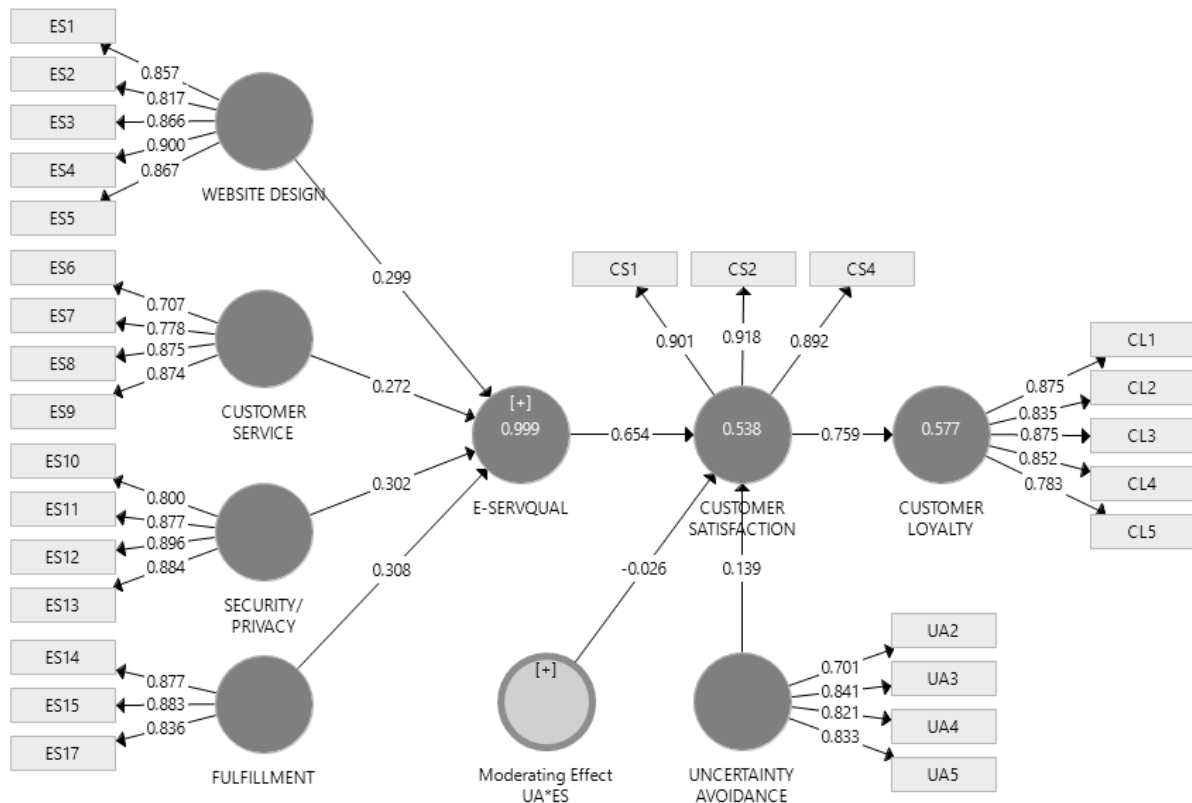 ES1
ES2
ES3
ES4
ES5
0.857
0.817
0.866
0.900
0.867
WEBSITE DESIGN
0.299
ES6
ES7
ES8
ES9
0.707
0.778
0.875
0.874
CUSTOMER
SERVICE
0.272
ES10
ES11
ES12
ES13
0.800
0.877
0.896
0.884
SECURITY/
PRIVACY
0.302
ES14
ES15
ES17
0.877
0.883
0.836
FULFILLMENT
0.308
[+]
0.999
E-SERVQUAL
0.654
CS1
CS2
CS4
0.901
0.918
0.892
0.538
CUSTOMER
SATISFACTION
0.759
0.577
CUSTOMER
LOYALTY
0.875
0.835
0.875
0.852
0.783
CL1
CL2
CL3
CL4
CL5
-0.026
0.139
[+]
Moderating Effect
UA*ES
UNCERTAINTY
AVOIDANCE
0.701
0.841
0.821
0.833
UA2
UA3
UA4
UA5